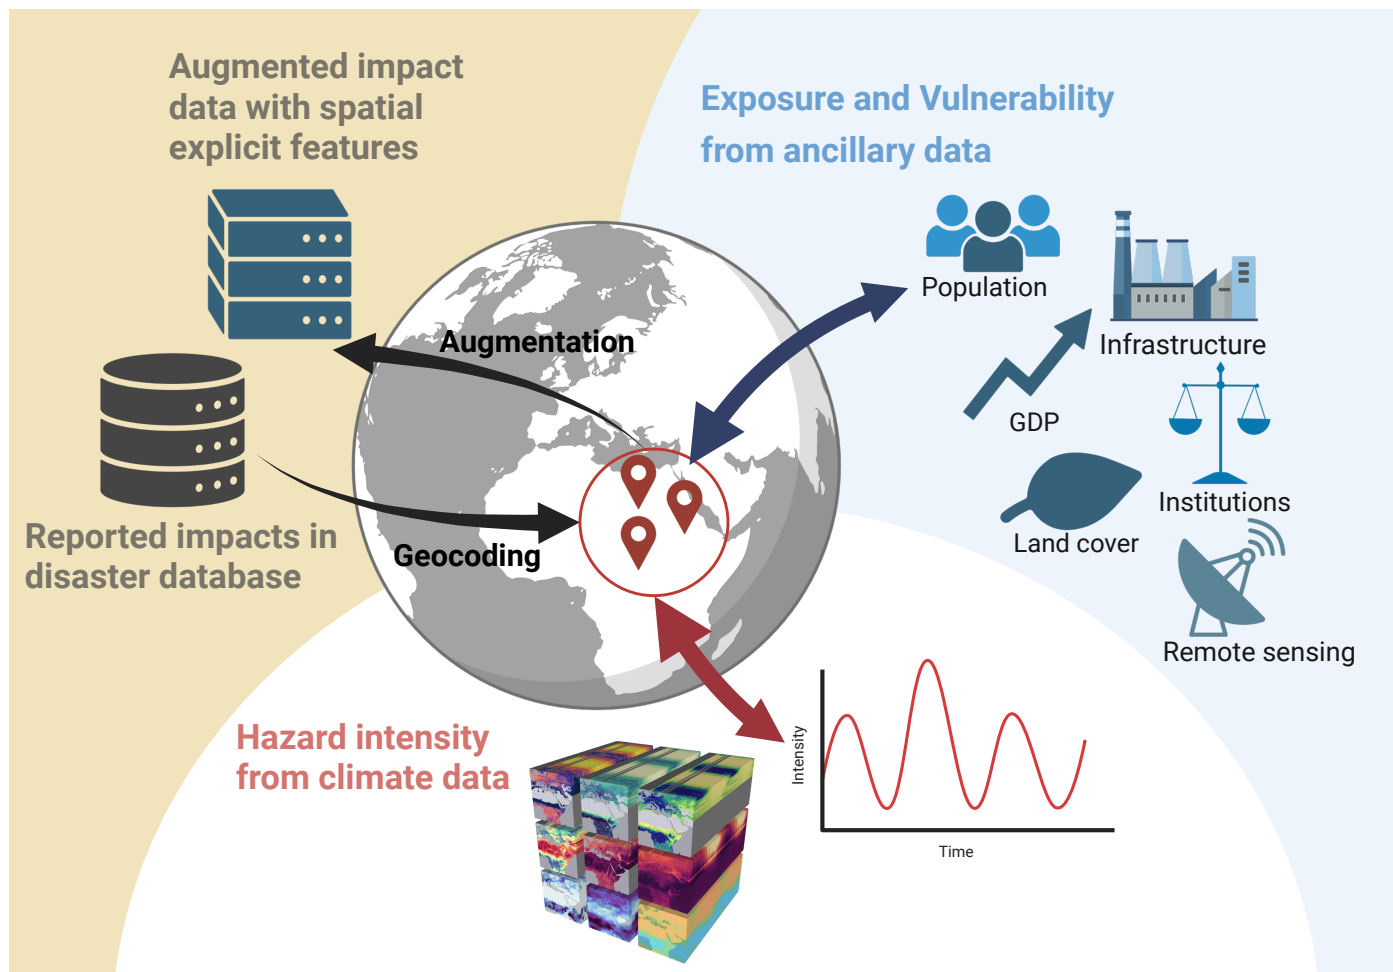 Augmented impact
data with spatial
explicit features
Exposure and Vulnerability
from ancillary data
Population
Infrastructure
GDP
Institutions
Land cover
Remote sensing
Augmentation
Geocoding
Reported impacts in
disaster database
Hazard intensity
from climate data
Intensity
Time